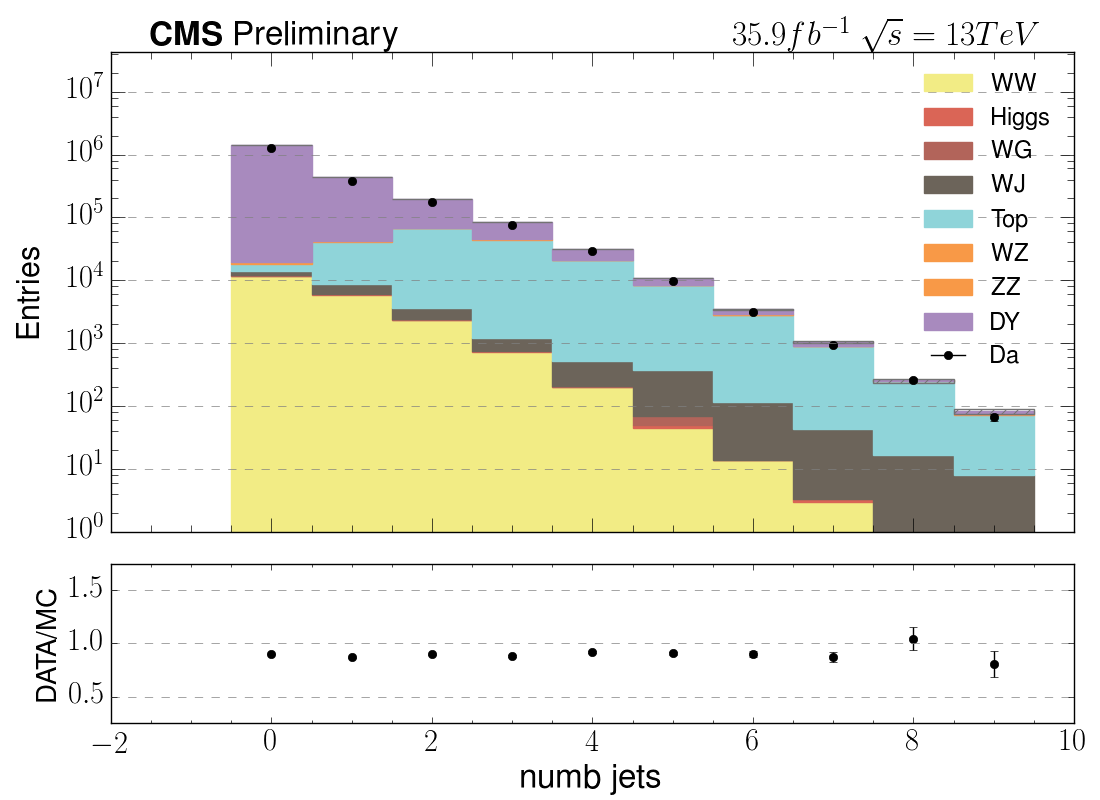 CMS Preliminary 35.9fb⁻¹ √s = 13TeV
10⁷
10⁶
10⁵
10⁴
10³
10²
10¹
10⁰
Entries
WW
Higgs
WG
WJ
Top
WZ
ZZ
DY
Da
1.5
1.0
0.5
DATA/MC
−2 0 2 4 6 8 10
numb jets